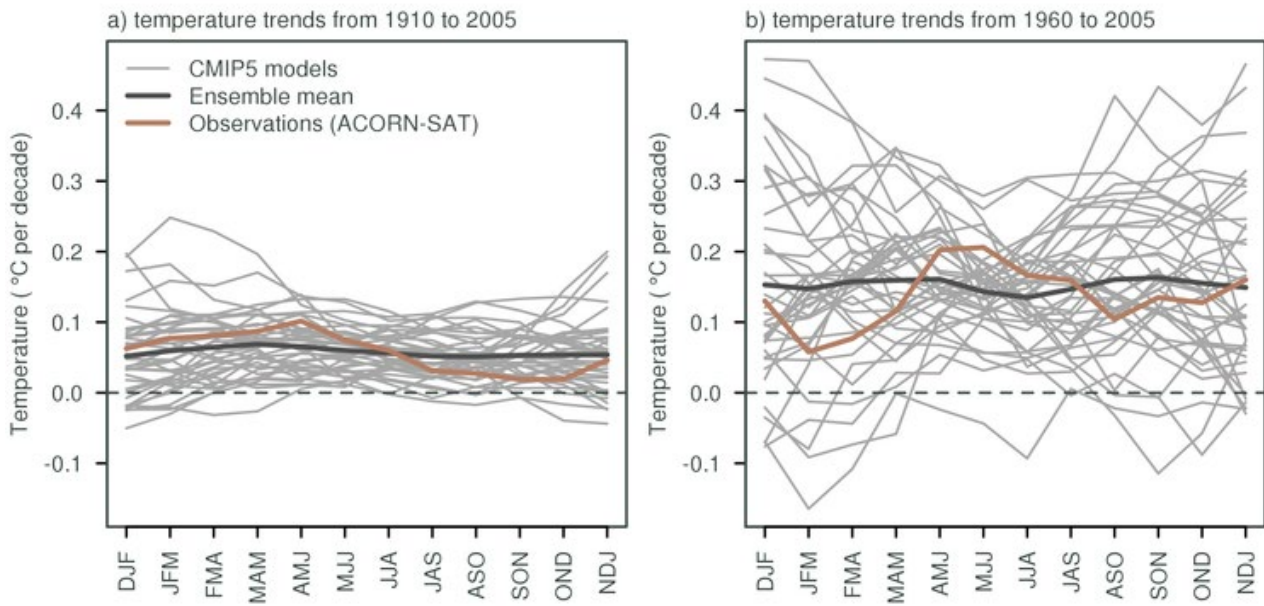 a) temperature trends from 1910 to 2005
CMIP5 models
Ensemble mean
Observations (ACORN-SAT)
Temperature ( °C per decade)
0.4
0.3
0.2
0.1
0.0
-0.1
DJF
JFM
FMA
MAM
AMJ
MJJ
JJA
JAS
ASO
SON
OND
NDJ
b) temperature trends from 1960 to 2005
Temperature ( °C per decade)
0.4
0.3
0.2
0.1
0.0
-0.1
DJF
JFM
FMA
MAM
AMJ
MJJ
JJA
JAS
ASO
SON
OND
NDJ